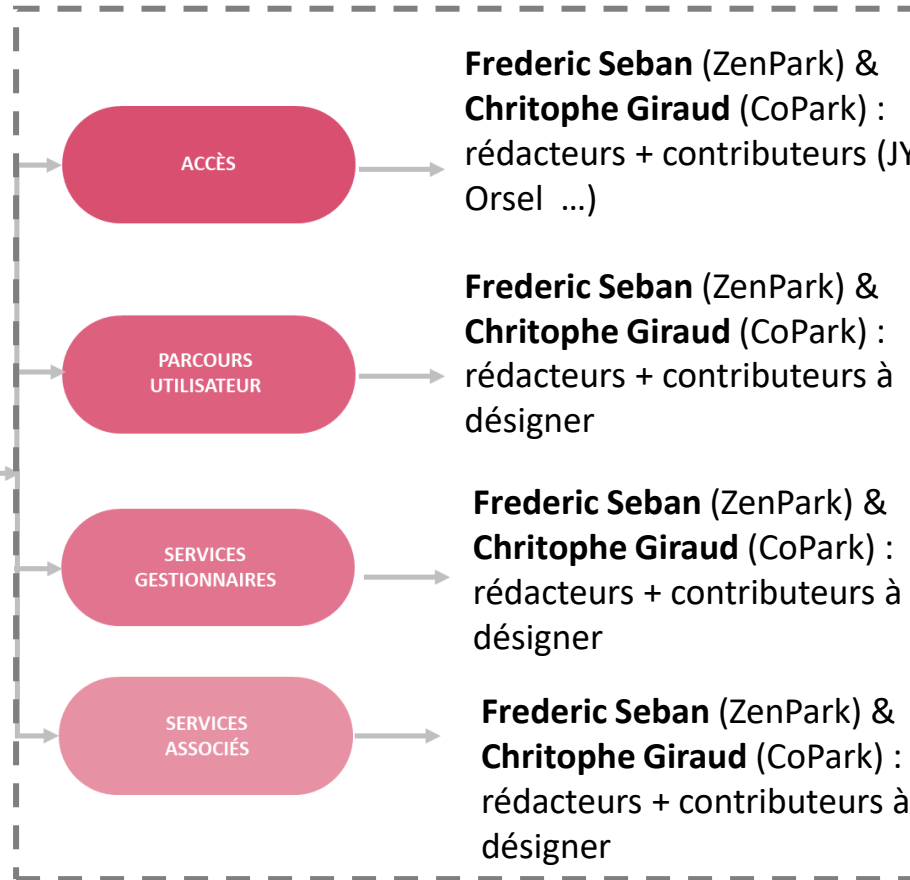 ACCÈS
Frederic Seban (ZenPark) &
Chritophe Giraud (CoPark) :
rédacteurs + contributeurs (JY
Orsel …)
PARCOURS
UTILISATEUR
Frederic Seban (ZenPark) &
Chritophe Giraud (CoPark) :
rédacteurs + contributeurs à
désigner
SERVICES
GESTIONNAIRES
Frederic Seban (ZenPark) &
Chritophe Giraud (CoPark) :
rédacteurs + contributeurs à
désigner
SERVICES
ASSOCIÉS
Frederic Seban (ZenPark) &
Chritophe Giraud (CoPark) :
rédacteurs + contributeurs à
désigner